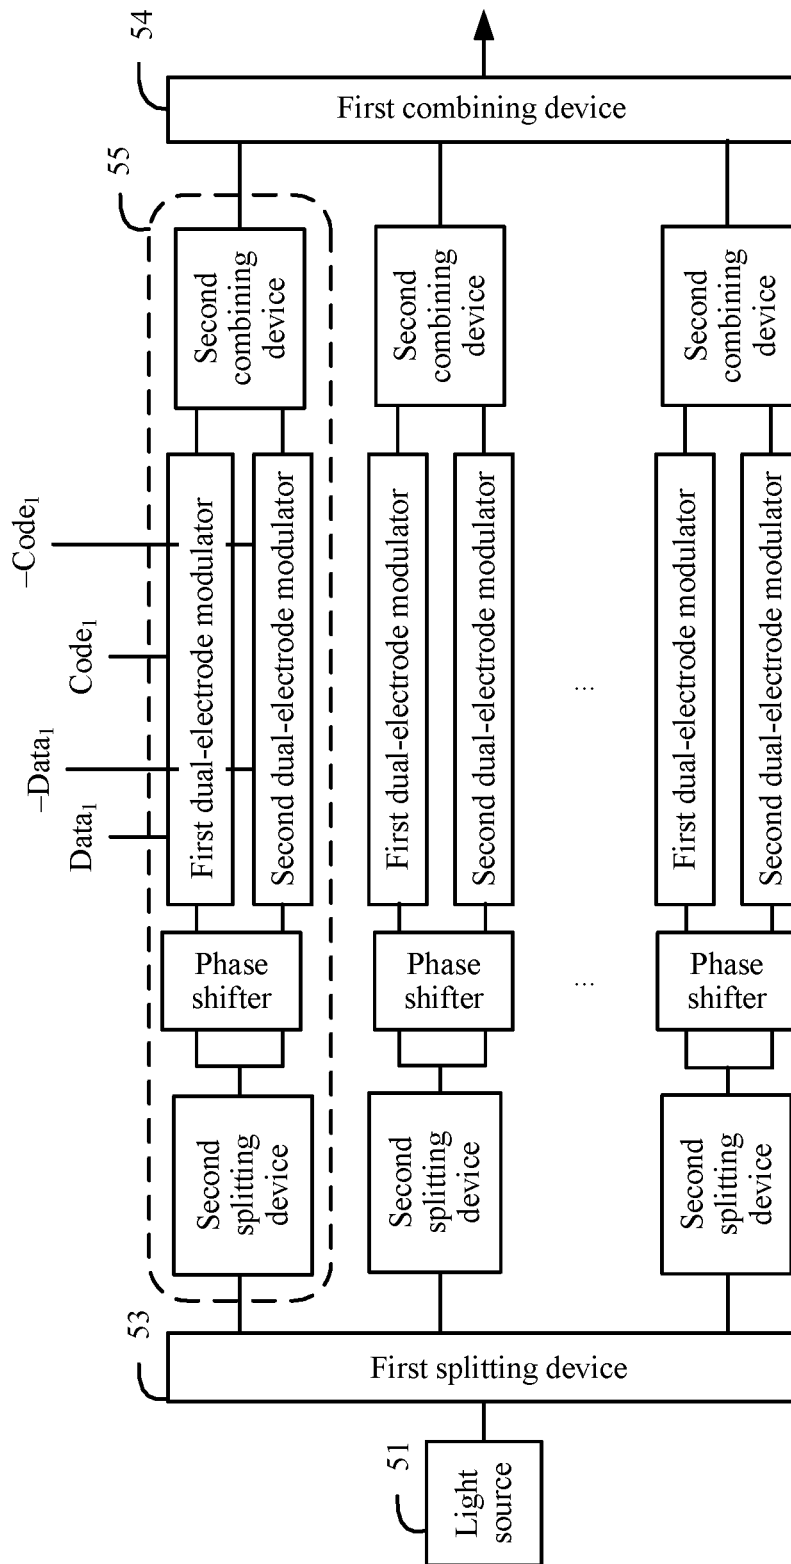 54
First combining device
55
Second
combining
device
Second
combining
device
Second
combining
device
–Code₁
Code₁
–Data₁
Data₁
First dual-electrode modulator
Second dual-electrode modulator
First dual-electrode modulator
Second dual-electrode modulator
...
First dual-electrode modulator
Second dual-electrode modulator
Phase
shifter
Phase
shifter
...
Phase
shifter
Second
splitting
device
Second
splitting
device
Second
splitting
device
53
First splitting device
51
Light
source